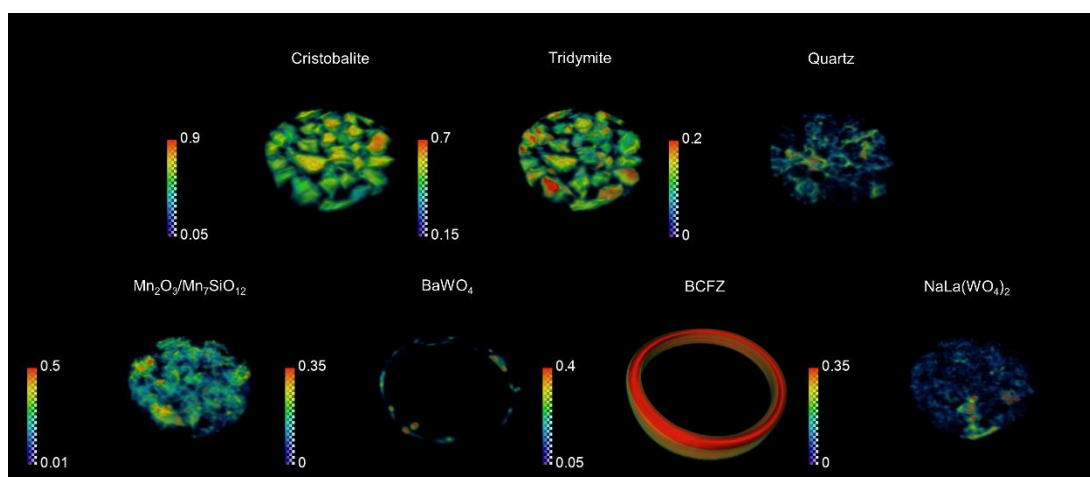 Cristobalite Tridymite Quartz
0.9 0.7 0.2
0.05 0.15 0
Mn₂O₃/Mn₇SiO₁₂ BaWO₄ BCFZ NaLa(WO₄)₂
0.5 0.35 0.4 0.35
0.01 0 0.05 0